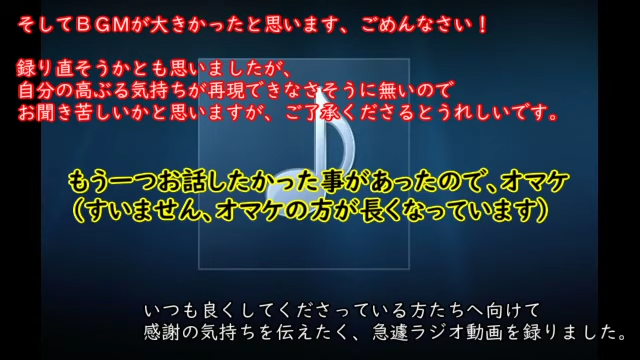 そしてＢＧＭが大きかったと思います、ごめんなさい！
録り直そうかとも思いましたが、
自分の高ぶる気持ちが再現できなさそうに無いので
お聞き苦しいかと思いますが、ご了承くださるとうれしいです。
もう一つお話したかった事があったので、オマケ
（すいません、オマケの方が長くなっています）
いつも良くしてくださっている方たちへ向けて
感謝の気持ちを伝えたく、急遽ラジオ動画を録りました。